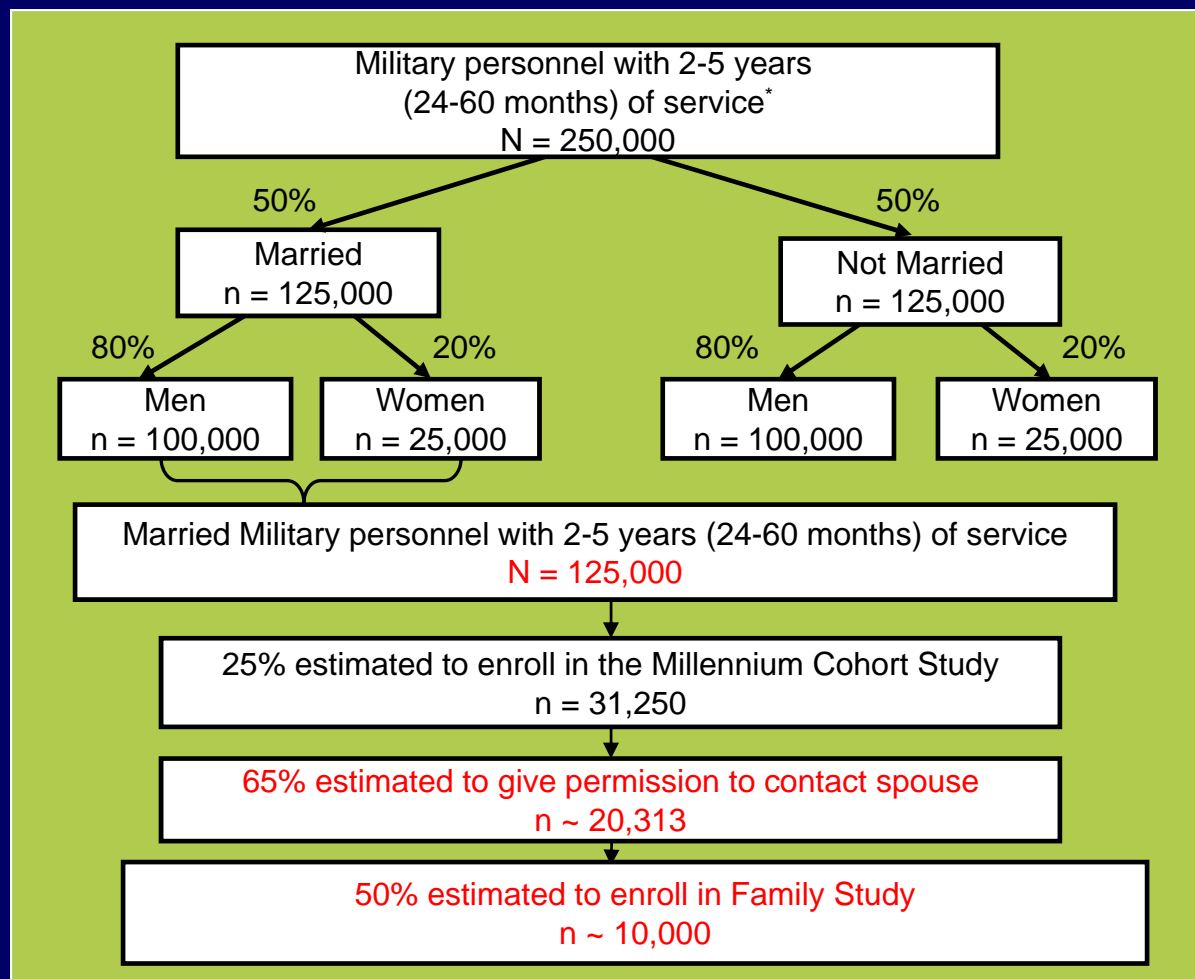 Military personnel with 2-5 years
(24-60 months) of service*
N = 250,000
50%
50%
Married
n = 125,000
Not Married
n = 125,000
80%
20%
80%
20%
Men
n = 100,000
Women
n = 25,000
Men
n = 100,000
Women
n = 25,000
Married Military personnel with 2-5 years (24-60 months) of service
N = 125,000
25% estimated to enroll in the Millennium Cohort Study
n = 31,250
65% estimated to give permission to contact spouse
n ~ 20,313
50% estimated to enroll in Family Study
n ~ 10,000